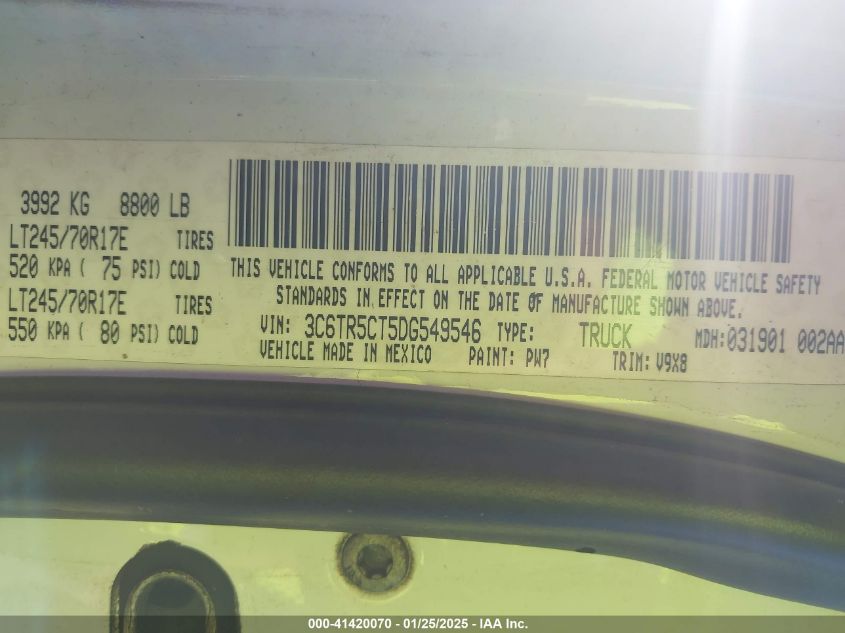 3992 KG 8800 LB
LT245/70R17E TIRES
520 KPA ( 75 PSI) COLD
LT245/70R17E TIRES
550 KPA ( 80 PSI) COLD
THIS VEHICLE CONFORMS TO ALL APPLICABLE U.S.A. FEDERAL MOTOR VEHICLE SAFETY
STANDARDS IN EFFECT ON THE DATE OF MANUFACTURE SHOWN ABOVE.
VIN: 3C6TR5CT5DG549546 TYPE: TRUCK MDH:031901 002AA
VEHICLE MADE IN MEXICO PAINT: PW7 TRIM: V9X8
000-41420070 - 01/25/2025 - IAA Inc.